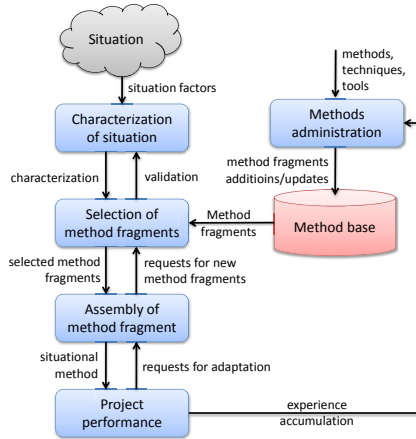 Situation
situation factors
Characterization
of situation
characterization
validation
Selection of
method fragments
selected method
fragments
requests for new
method fragments
Assembly of
method fragment
situational
method
requests for adaptation
Project
performance
methods,
techniques,
tools
Methods
administration
method fragments
additioins/updates
Method base
Method
fragments
experience
accumulation